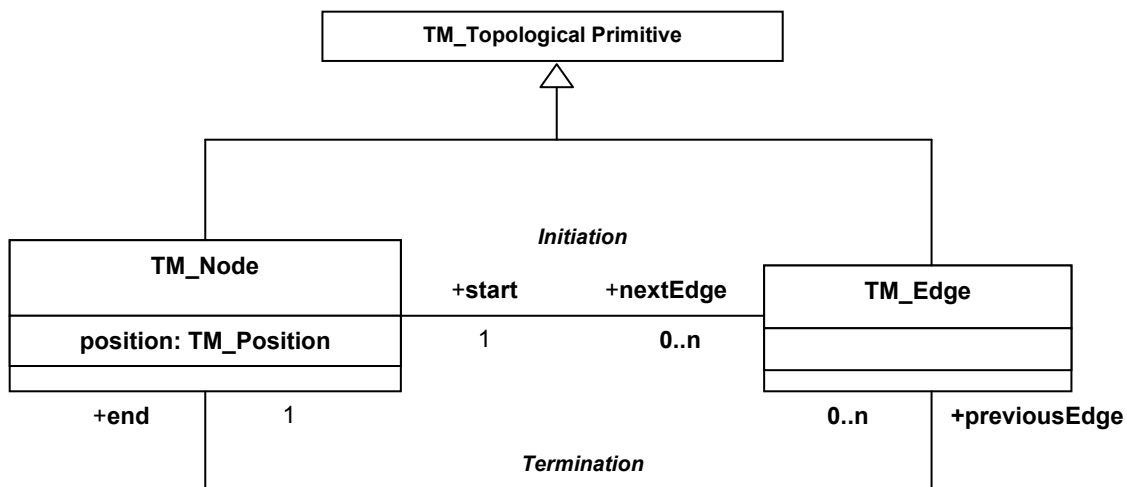 TM_Topological Primitive
Initiation
TM_Node
TM_Edge
+start
+nextEdge
position: TM_Position
1
0..n
+end
1
0..n
+previousEdge
Termination